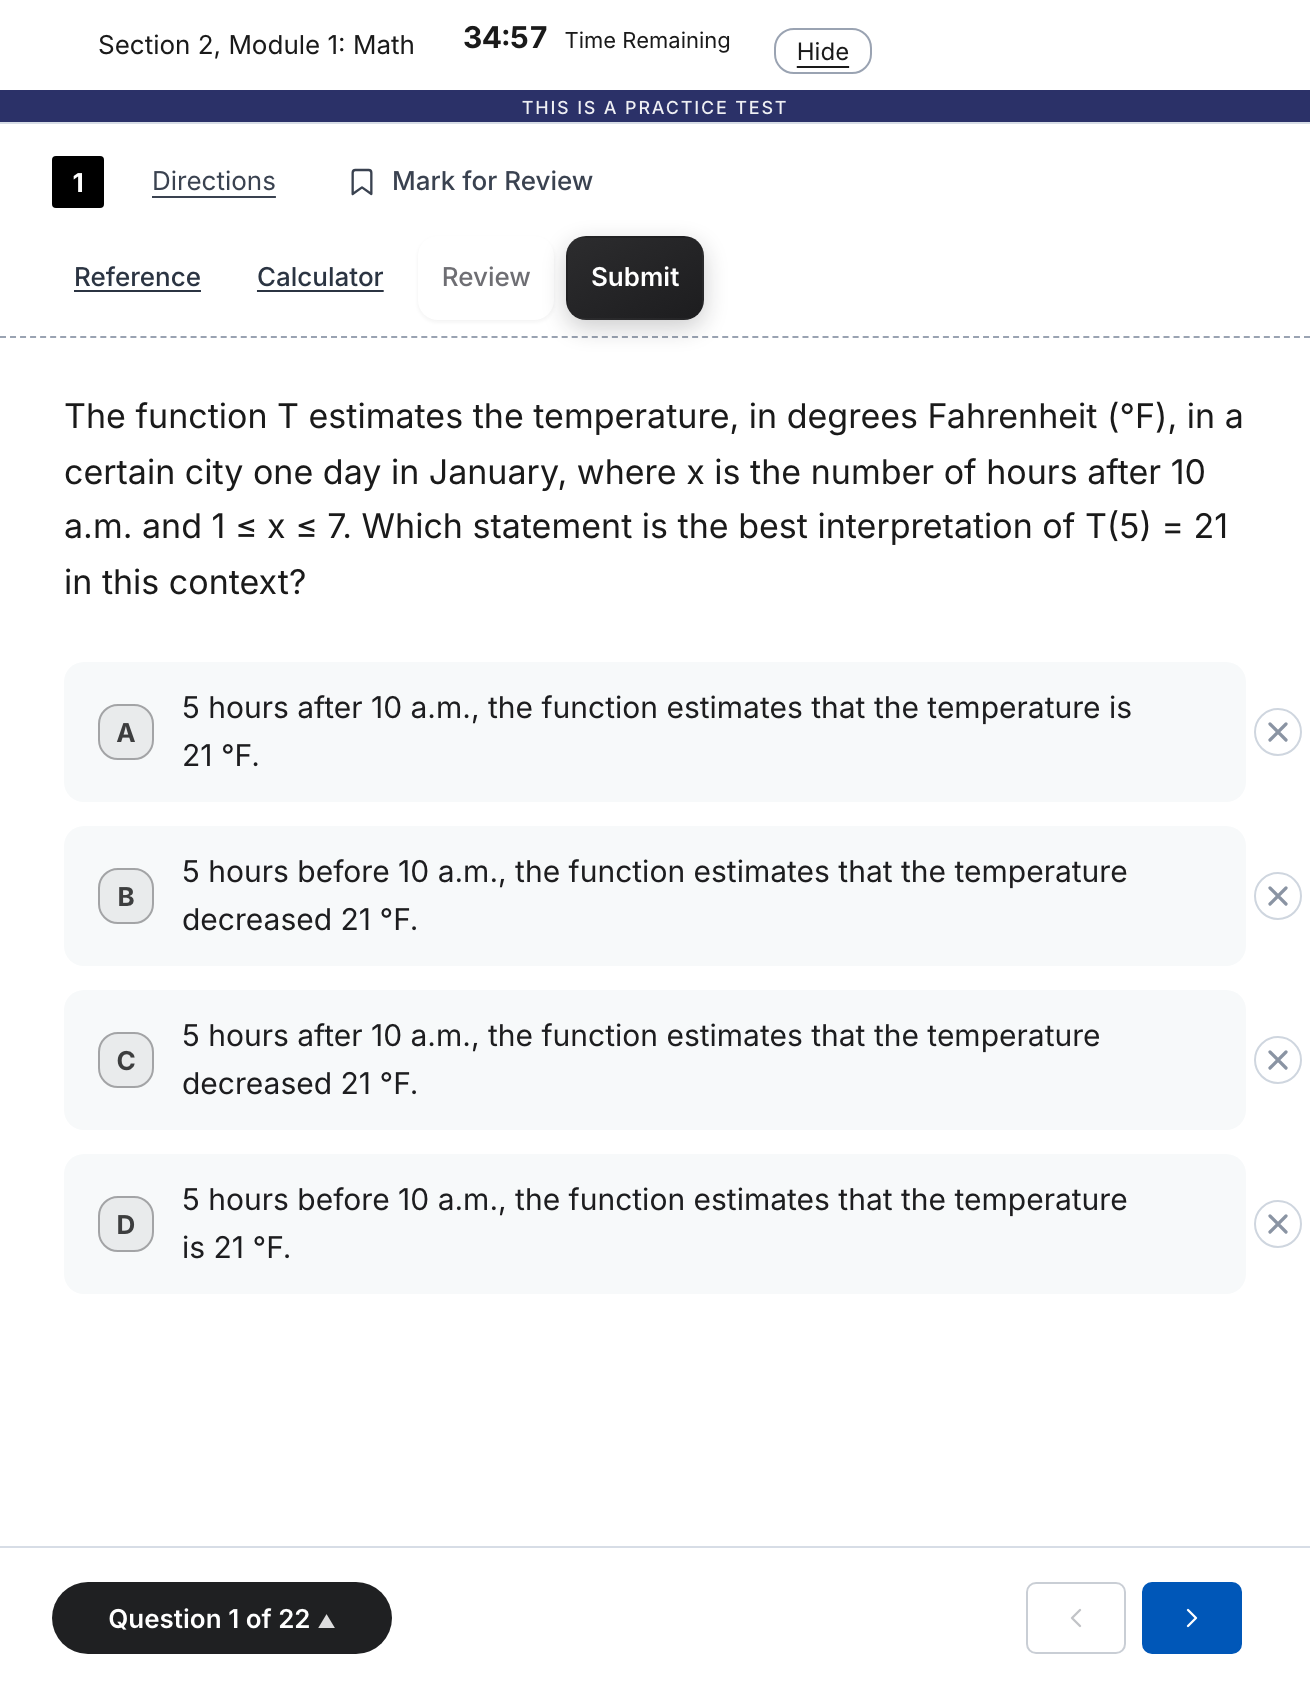 Section 2, Module 1: Math
34:57 Time Remaining
Hide
THIS IS A PRACTICE TEST
1
Directions
Mark for Review
Reference
Calculator
Review
Submit
The function T estimates the temperature, in degrees Fahrenheit (°F), in a
certain city one day in January, where x is the number of hours after 10
a.m. and 1 ≤ x ≤ 7. Which statement is the best interpretation of T(5) = 21
in this context?
A
5 hours after 10 a.m., the function estimates that the temperature is
21 °F.
B
5 hours before 10 a.m., the function estimates that the temperature
decreased 21 °F.
C
5 hours after 10 a.m., the function estimates that the temperature
decreased 21 °F.
D
5 hours before 10 a.m., the function estimates that the temperature
is 21 °F.
Question 1 of 22 ▲